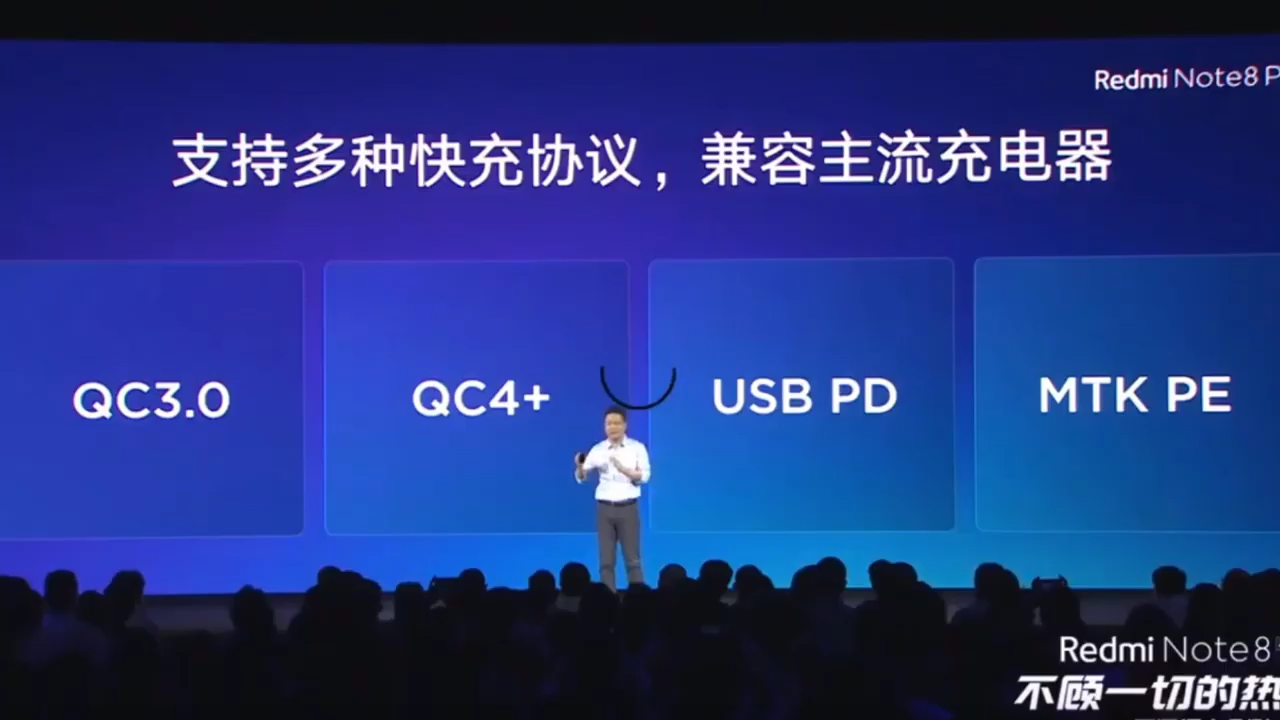 Redmi Note8 P
支持多种快充协议，兼容主流充电器
QC3.0
QC4+
USB PD
MTK PE
Redmi Note8
不顾一切的热